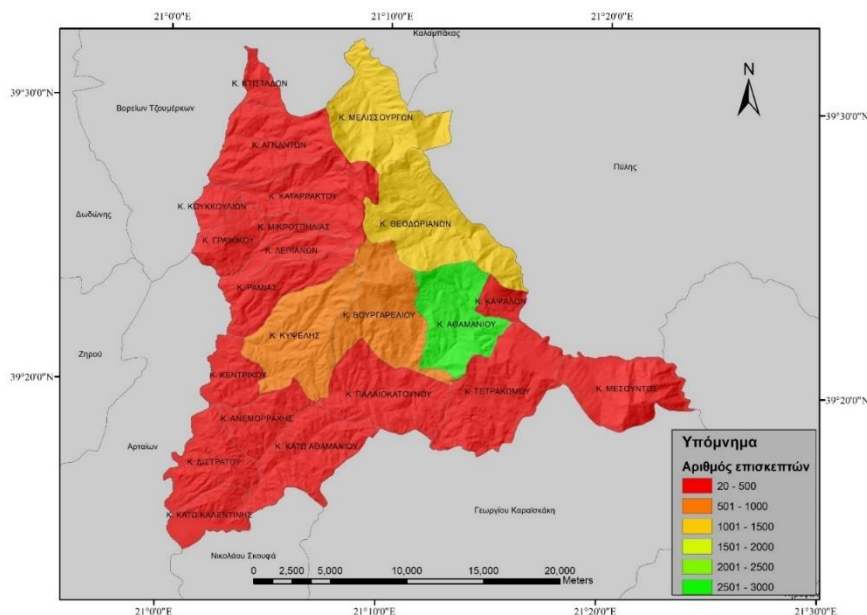 21°0'0"E 21°10'0"E 21°20'0"E
Καλαμπάκας
39°30'0"N
39°30'0"N
N
Κ. ΚΤΙΣΤΑΔΩΝ
Βορείων Τζουμέρκων
Κ. ΜΕΛΙΣΣΟΥΡΓΩΝ
Κ. ΑΓΝΑΝΤΩΝ
Πύλης
Κ. ΚΑΤΑΡΡΑΚΤΟΥ
Κ. ΚΟΥΚΚΟΥΛΙΩΝ
Δωδώνης
Κ. ΘΕΟΔΩΡΙΑΝΩΝ
Κ. ΜΙΚΡΟΣΠΗΛΙΑΣ
Κ. ΓΡΑΙΚΙΚΟΥ
Κ. ΛΕΠΙΑΝΩΝ
Κ. ΡΑΜΙΑΣ
Κ. ΚΑΨΑΛΩΝ
Κ. ΒΟΥΡΓΑΡΕΛΙΟΥ
Κ. ΑΘΑΜΑΝΙΟΥ
Κ. ΚΥΨΕΛΗΣ
Ζηρού
39°20'0"N
Κ. ΚΕΝΤΡΙΚΟΥ
Κ. ΜΕΣΟΥΝΤΟΣ
Κ. ΠΑΛΑΙΟΚΑΤΟΥΝΟΥ
Κ. ΤΕΤΡΑΚΩΜΟΥ
39°20'0"N
Κ. ΑΝΕΜΟΡΡΑΧΗΣ
Αρταίων
Κ. ΚΑΤΩ ΑΘΑΜΑΝΙΟΥ
Κ. ΔΙΣΤΡΑΤΟΥ
Γεωργίου Καραϊσκάκη
Κ. ΚΑΤΩ ΚΑΛΕΝΤΙΝΗΣ
Νικολάου Σκουφά
Υπόμνημα
Αριθμός επισκεπτών
20 - 500
501 - 1000
1001 - 1500
1501 - 2000
2001 - 2500
2501 - 3000
0 2,500 5,000 10,000 15,000 20,000
Meters
21°0'0"E 21°10'0"E 21°20'0"E 21°30'0"E